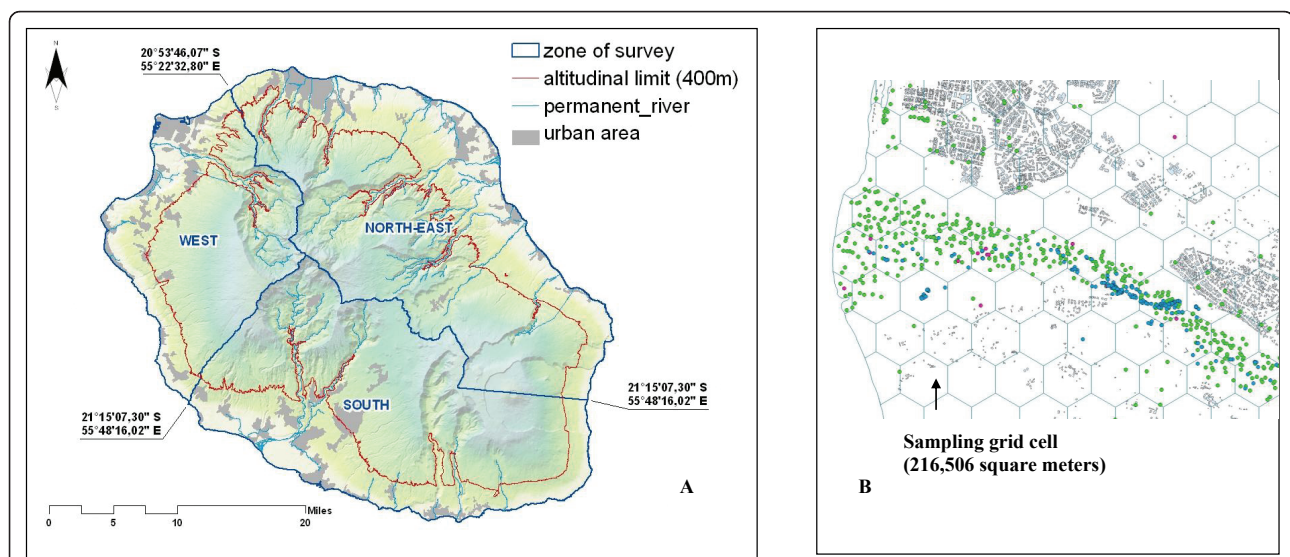 N
S
20°53'46,07" S
55°22'32,80" E
zone of survey
altitudinal limit (400m)
permanent_river
urban area
WEST
NORTH-EAST
SOUTH
21°15'07,30" S
55°48'16,02" E
21°15'07,30" S
55°48'16,02" E
Miles
0 5 10 20
A
Sampling grid cell
(216,506 square meters)
B